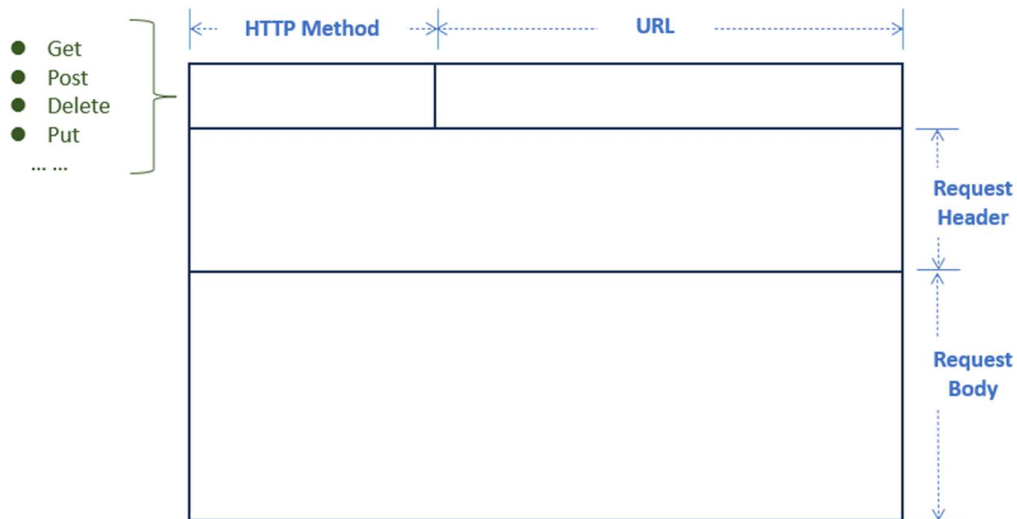 HTTP Method
URL
Get
Post
Delete
Put
... ...
Request
Header
Request
Body